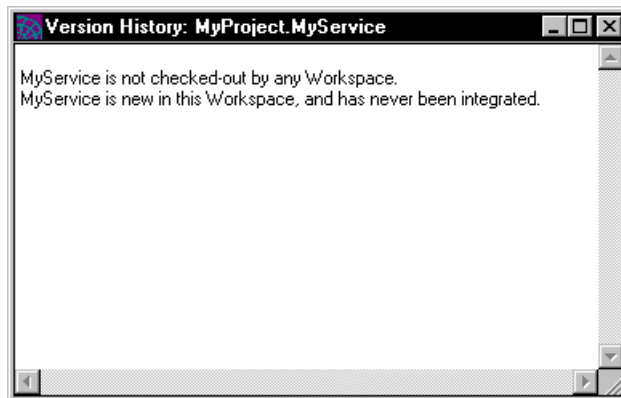 Version History: MyProject.MyService
MyService is not checked-out by any Workspace.
MyService is new in this Workspace, and has never been integrated.